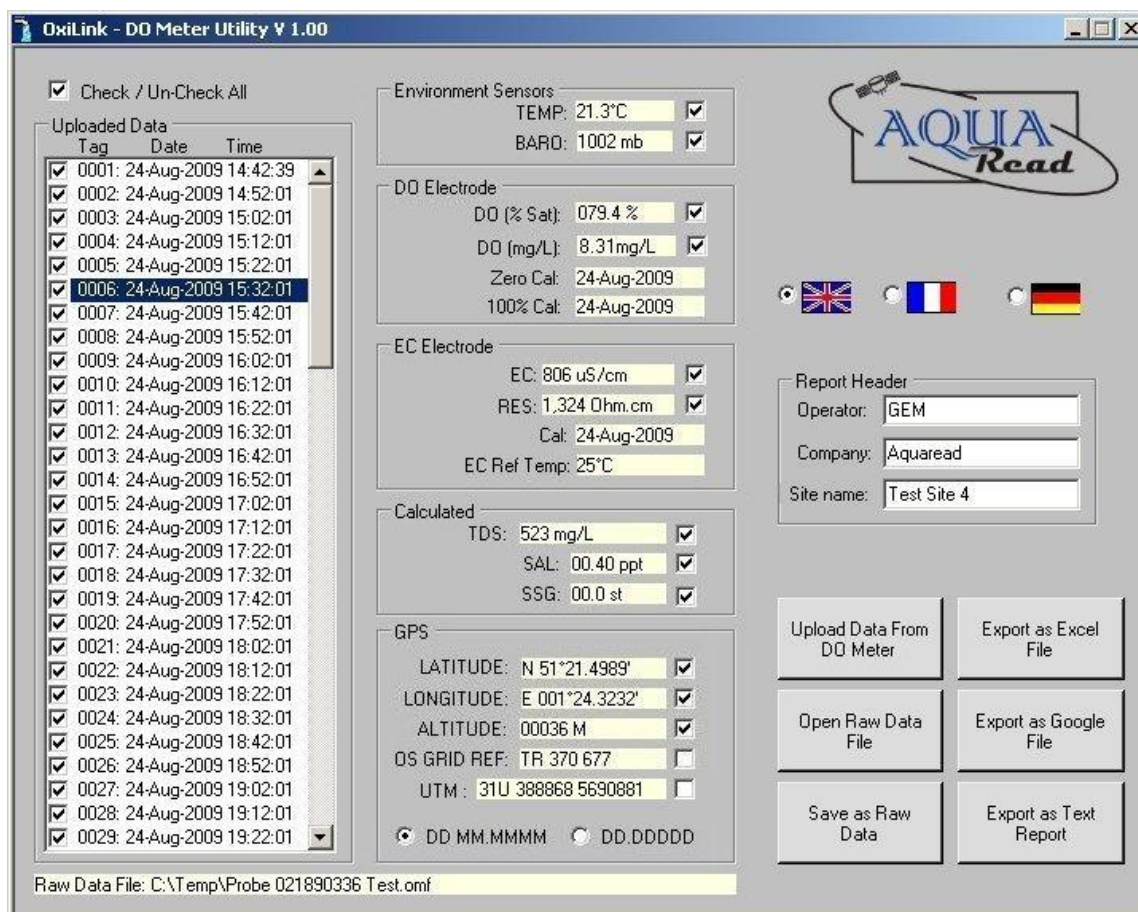 OxiLink - DO Meter Utility V 1.00
Check / Un-Check All
Uploaded Data
Tag Date Time
0001: 24-Aug-2009 14:42:39
0002: 24-Aug-2009 14:52:01
0003: 24-Aug-2009 15:02:01
0004: 24-Aug-2009 15:12:01
0005: 24-Aug-2009 15:22:01
0006: 24-Aug-2009 15:32:01
0007: 24-Aug-2009 15:42:01
0008: 24-Aug-2009 15:52:01
0009: 24-Aug-2009 16:02:01
0010: 24-Aug-2009 16:12:01
0011: 24-Aug-2009 16:22:01
0012: 24-Aug-2009 16:32:01
0013: 24-Aug-2009 16:42:01
0014: 24-Aug-2009 16:52:01
0015: 24-Aug-2009 17:02:01
0016: 24-Aug-2009 17:12:01
0017: 24-Aug-2009 17:22:01
0018: 24-Aug-2009 17:32:01
0019: 24-Aug-2009 17:42:01
0020: 24-Aug-2009 17:52:01
0021: 24-Aug-2009 18:02:01
0022: 24-Aug-2009 18:12:01
0023: 24-Aug-2009 18:22:01
0024: 24-Aug-2009 18:32:01
0025: 24-Aug-2009 18:42:01
0026: 24-Aug-2009 18:52:01
0027: 24-Aug-2009 19:02:01
0028: 24-Aug-2009 19:12:01
0029: 24-Aug-2009 19:22:01
Environment Sensors
TEMP: 21.3°C
BARO: 1002 mb
DO Electrode
DO (% Sat): 079.4 %
DO (mg/L): 8.31mg/L
Zero Cal: 24-Aug-2009
100% Cal: 24-Aug-2009
EC Electrode
EC: 806 uS/cm
RES: 1,324 Ohm.cm
Cal: 24-Aug-2009
EC Ref Temp: 25°C
Calculated
TDS: 523 mg/L
SAL: 00.40 ppt
SSG: 00.0 st
GPS
LATITUDE: N 51°21.4989'
LONGITUDE: E 001°24.3232'
ALTITUDE: 00036 M
OS GRID REF: TR 370 677
UTM : 31U 388868 5690881
DD MM.MMMM DD.DDDDD
AQUA
Read
Report Header
Operator: GEM
Company: Aquaread
Site name: Test Site 4
Upload Data From
DO Meter
Export as Excel
File
Open Raw Data
File
Export as Google
File
Save as Raw
Data
Export as Text
Report
Raw Data File: C:\Temp\Probe 021890336 Test.omf